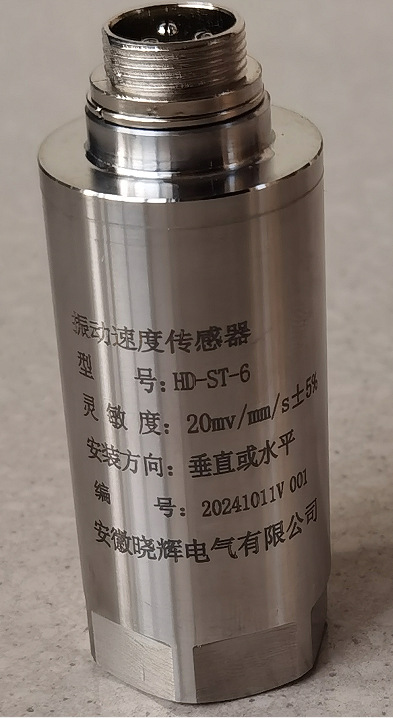 振动速度传感器
型 号：HD-ST-6
灵敏度：20mv/mm/s±5%
安装方向：垂直或水平
编 号：20241011V 001
安徽晓辉电气有限公司